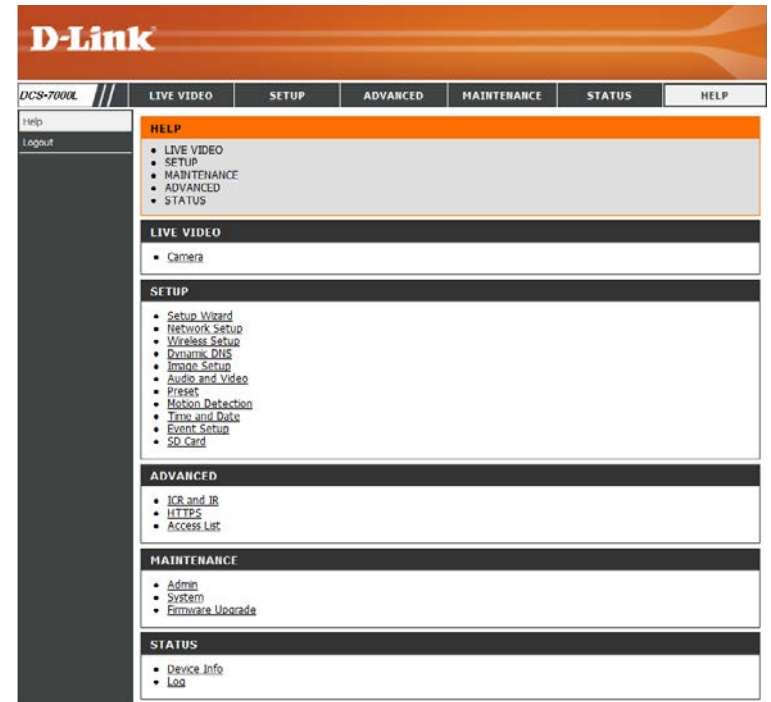 D-Link
DCS-7000L LIVE VIDEO SETUP ADVANCED MAINTENANCE STATUS HELP
Help
Logout
HELP
• LIVE VIDEO
• SETUP
• MAINTENANCE
• ADVANCED
• STATUS
LIVE VIDEO
• Camera
SETUP
• Setup Wizard
• Network Setup
• Wireless Setup
• Dynamic DNS
• Image Setup
• Audio and Video
• Preset
• Motion Detection
• Time and Date
• Event Setup
• SD Card
ADVANCED
• ICR and IR
• HTTPS
• Access List
MAINTENANCE
• Admin
• System
• Firmware Upgrade
STATUS
• Device Info
• Log